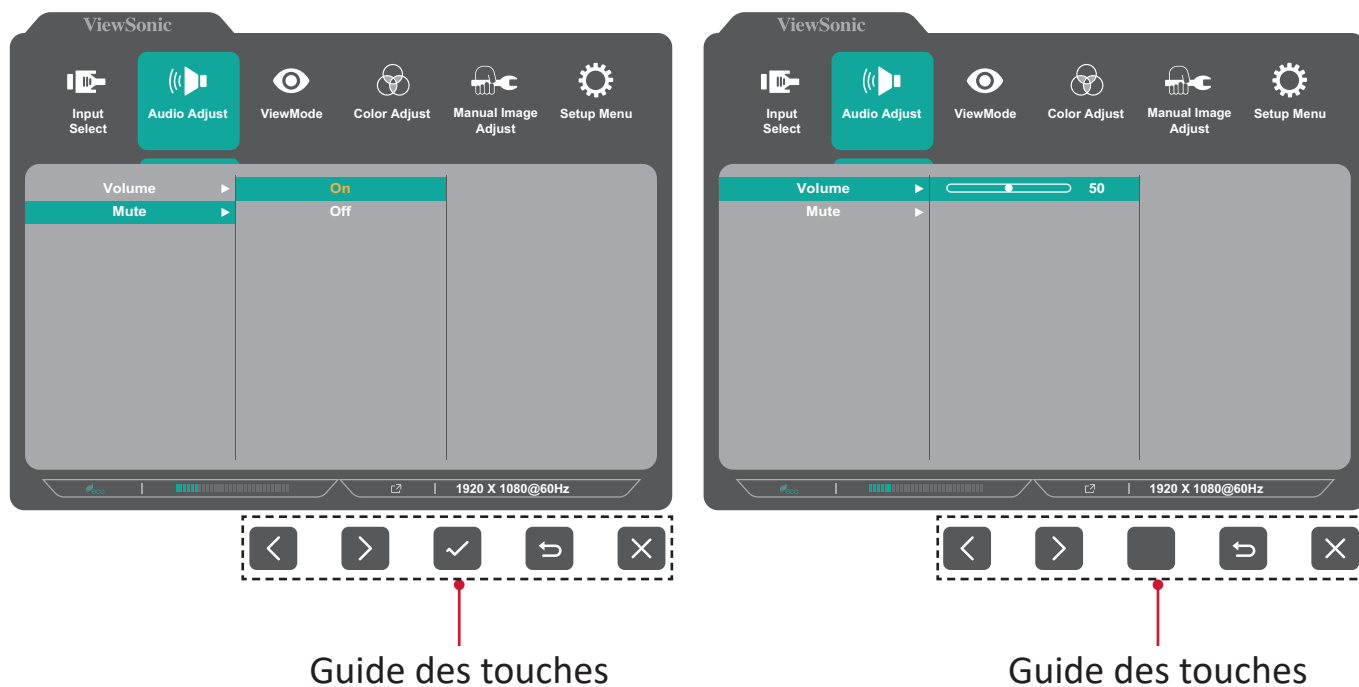 ViewSonic
Input Select
Audio Adjust
ViewMode
Color Adjust
Manual Image Adjust
Setup Menu
Volume
On
Mute
Off
eco
1920 X 1080@60Hz
Guide des touches
ViewSonic
Input Select
Audio Adjust
ViewMode
Color Adjust
Manual Image Adjust
Setup Menu
Volume
50
Mute
eco
1920 X 1080@60Hz
Guide des touches